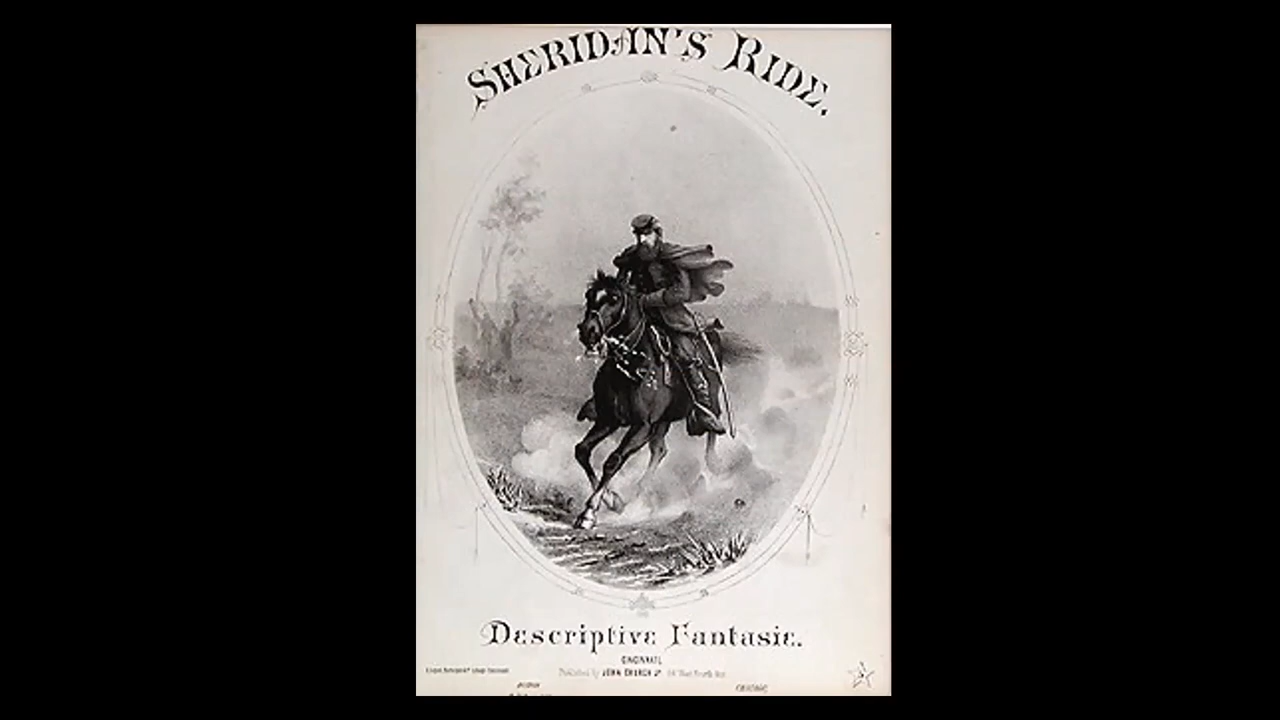 SHERIDAN'S RIDE.
Descriptive Fantasie.
CINCINNATI,
Published by JOHN CHURCH Jr
CHICAGO,